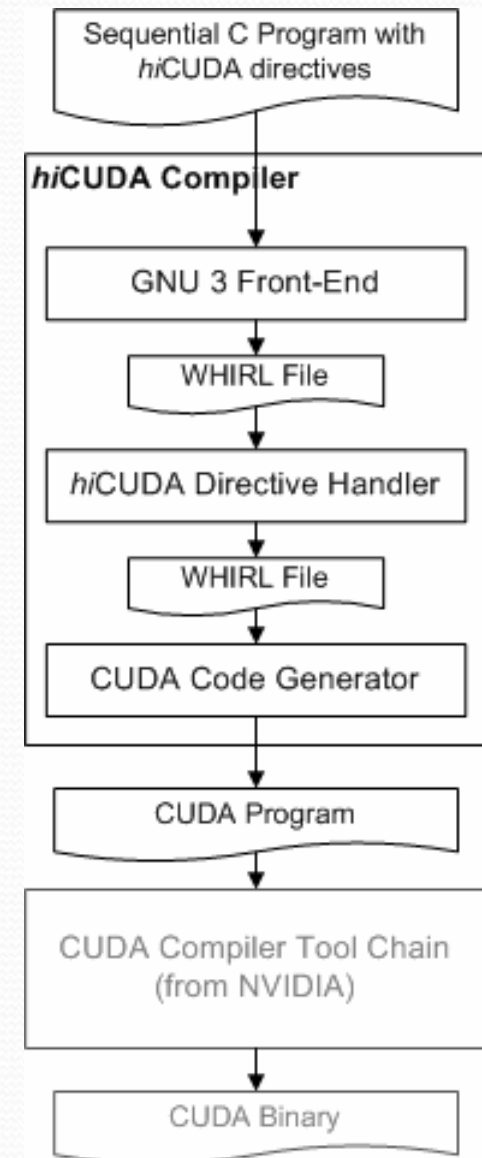 Sequential C Program with
hiCUDA directives
hiCUDA Compiler
GNU 3 Front-End
WHIRL File
hiCUDA Directive Handler
WHIRL File
CUDA Code Generator
CUDA Program
CUDA Compiler Tool Chain
(from NVIDIA)
CUDA Binary